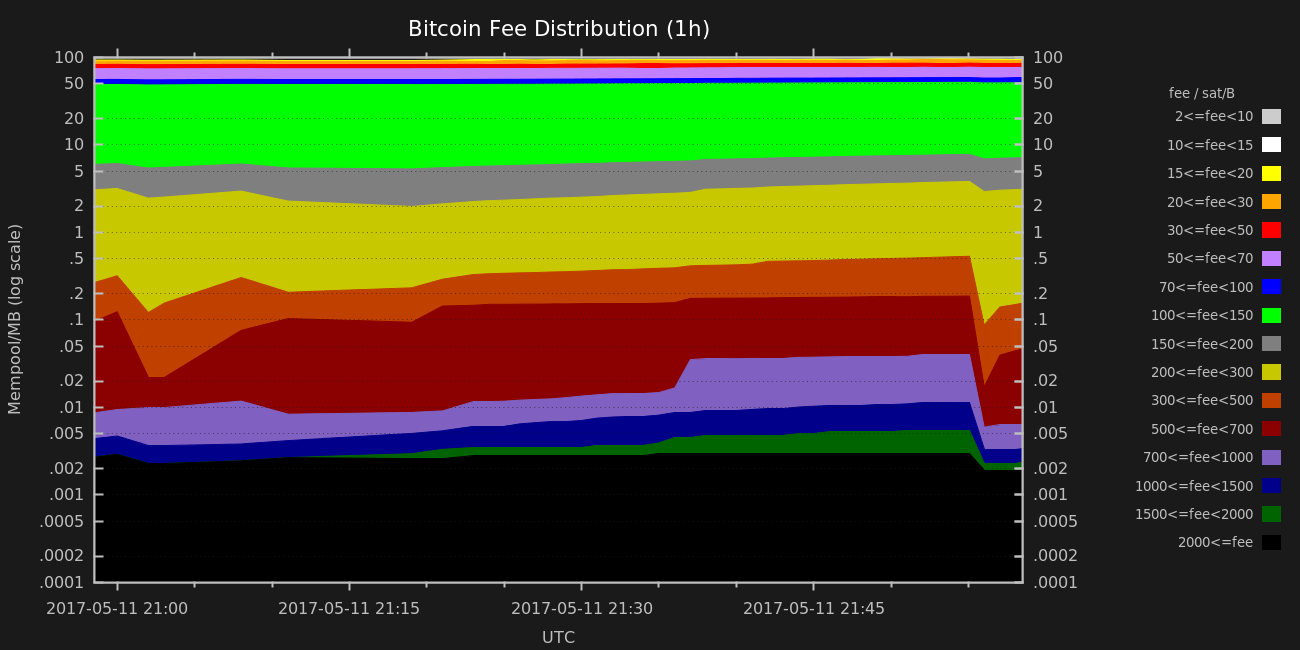 Bitcoin Fee Distribution (1h)
100
50
20
10
5
2
1
.5
.2
.1
.05
.02
.01
.005
.002
.001
.0005
.0002
.0001
Mempool/MB (log scale)
100
50
20
10
5
2
1
.5
.2
.1
.05
.02
.01
.005
.002
.001
.0005
.0002
.0001
2017-05-11 21:00
2017-05-11 21:15
2017-05-11 21:30
2017-05-11 21:45
UTC
fee / sat/B
2<=fee<10
10<=fee<15
15<=fee<20
20<=fee<30
30<=fee<50
50<=fee<70
70<=fee<100
100<=fee<150
150<=fee<200
200<=fee<300
300<=fee<500
500<=fee<700
700<=fee<1000
1000<=fee<1500
1500<=fee<2000
2000<=fee